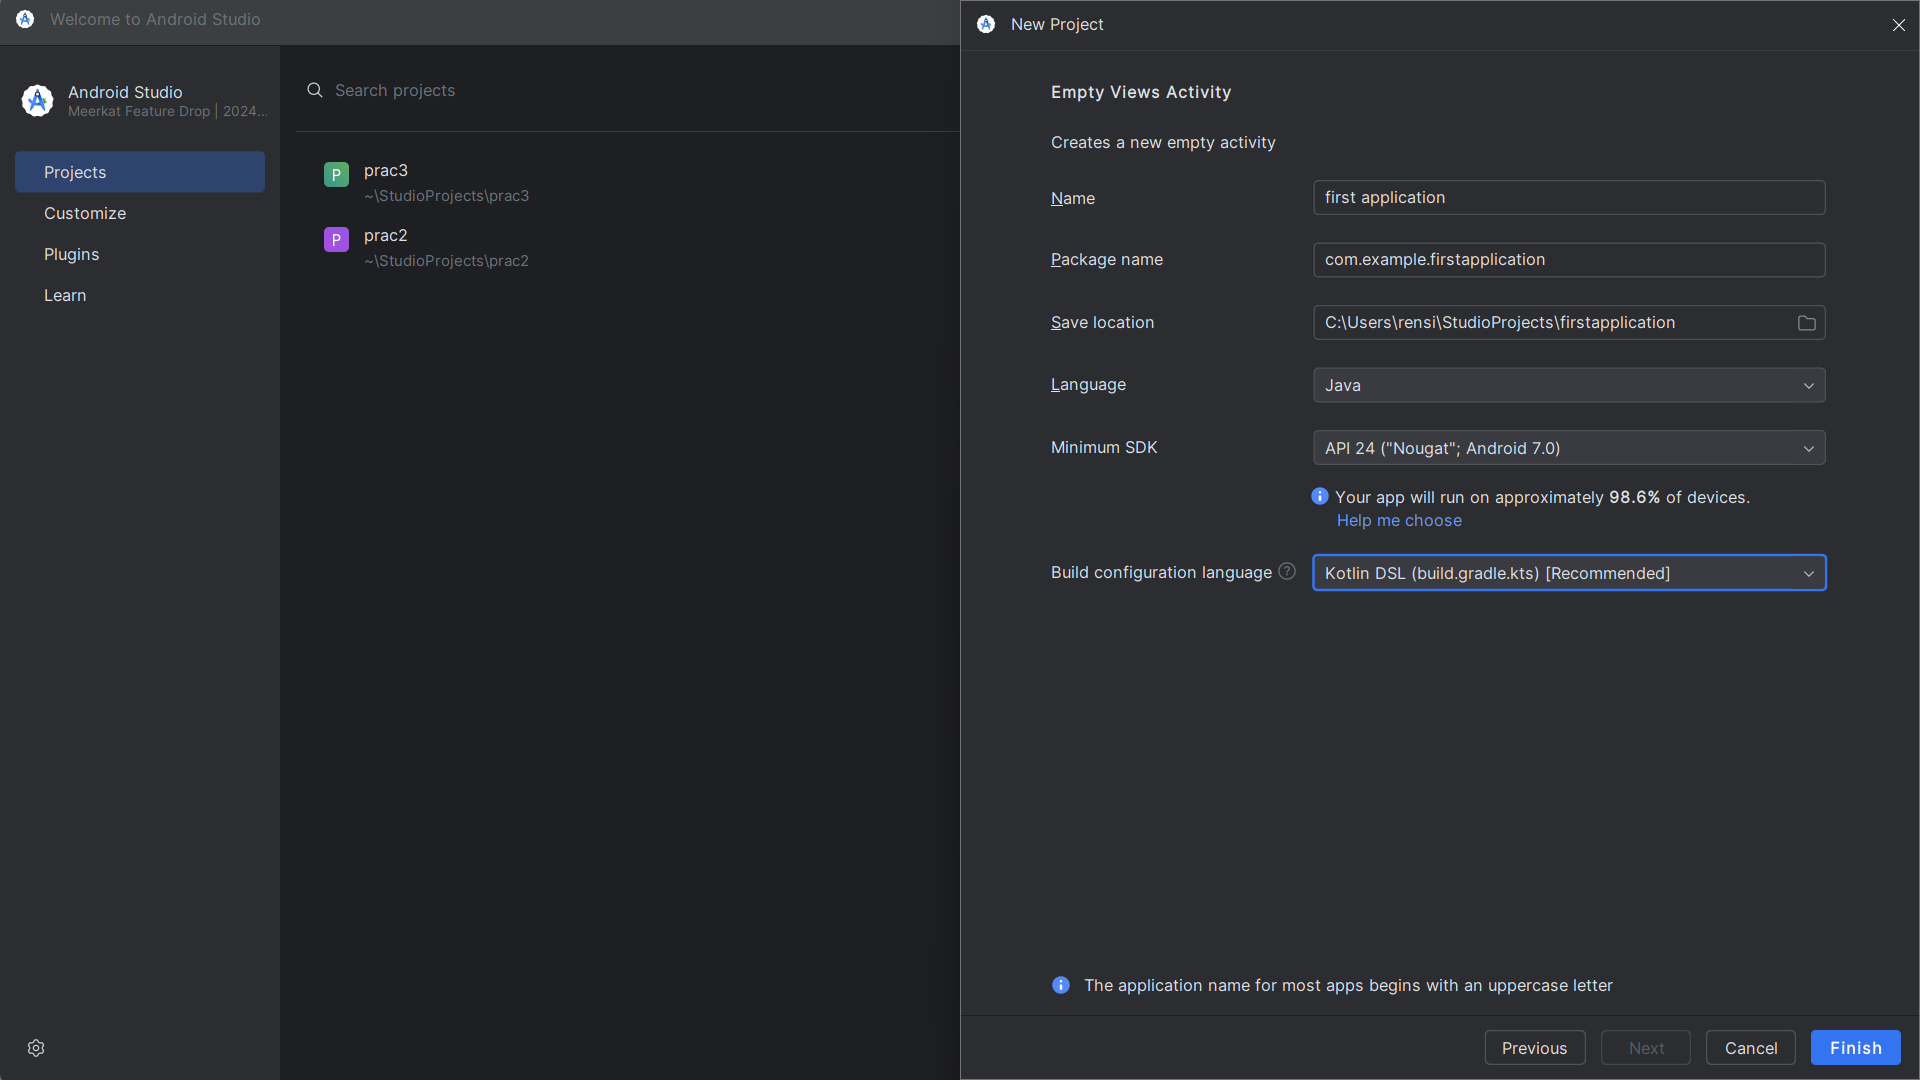 Welcome to Android Studio
Android Studio
Meerkat Feature Drop | 2024...
Projects
Customize
Plugins
Learn
Search projects
P
prac3
~\StudioProjects\prac3
P
prac2
~\StudioProjects\prac2
New Project
Empty Views Activity
Creates a new empty activity
Name
first application
Package name
com.example.firstapplication
Save location
C:\Users\rensi\StudioProjects\firstapplication
Language
Java
Minimum SDK
API 24 ("Nougat"; Android 7.0)
Your app will run on approximately 98.6% of devices.
Help me choose
Build configuration language
Kotlin DSL (build.gradle.kts) [Recommended]
The application name for most apps begins with an uppercase letter
Previous
Next
Cancel
Finish